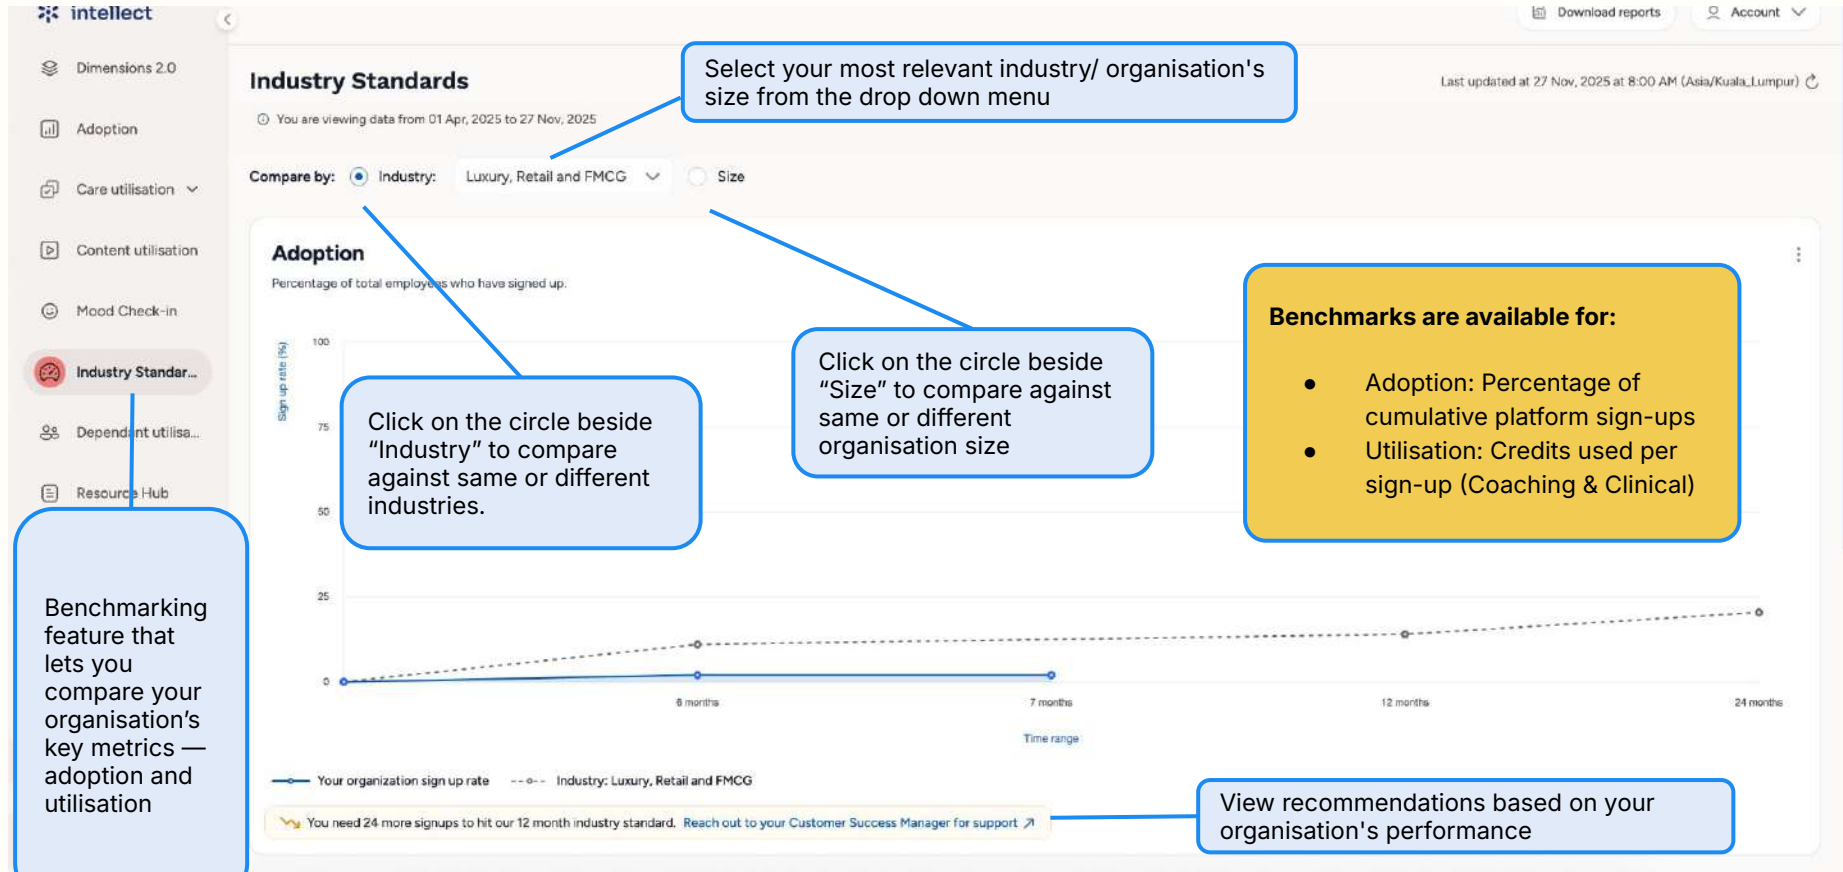 intellect
Download reports
Account
Dimensions 2.0
Adoption
Care utilisation
Content utilisation
Mood Check-in
Industry Standar...
Dependant utilisa...
Resource Hub
Benchmarking
feature that
lets you
compare your
organisation’s
key metrics —
adoption and
utilisation
Industry Standards
Select your most relevant industry/ organisation's
size from the drop down menu
Last updated at 27 Nov, 2025 at 8:00 AM (Asia/Kuala_Lumpur)
You are viewing data from 01 Apr, 2025 to 27 Nov, 2025
Compare by: Industry: Luxury, Retail and FMCG Size
Adoption
Percentage of total employees who have signed up.
Sign up rate (%)
100
75
50
25
0
Click on the circle beside
“Industry” to compare
against same or different
industries.
Click on the circle beside
“Size” to compare against
same or different
organisation size
Benchmarks are available for:
● Adoption: Percentage of
cumulative platform sign-ups
● Utilisation: Credits used per
sign-up (Coaching & Clinical)
6 months 7 months 12 months 24 months
Time range
Your organization sign up rate Industry: Luxury, Retail and FMCG
You need 24 more signups to hit our 12 month industry standard. Reach out to your Customer Success Manager for support
View recommendations based on your
organisation's performance